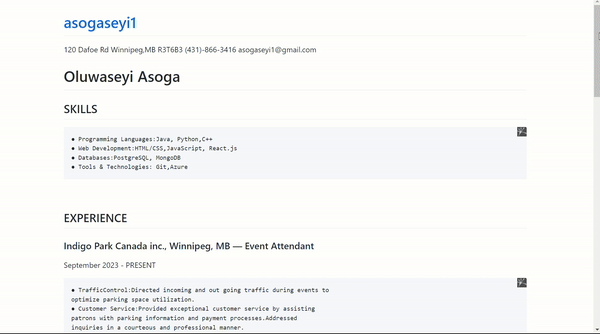 asogaseyi1
120 Dafoe Rd Winnipeg,MB R3T6B3 (431)-866-3416 asogaseyi1@gmail.com
Oluwaseyi Asoga
SKILLS
● Programming Languages:Java, Python,C++
● Web Development:HTML/CSS,JavaScript, React.js
● Databases:PostgreSQL, MongoDB
● Tools & Technologies: Git,Azure
EXPERIENCE
Indigo Park Canada inc., Winnipeg, MB — Event Attendant
September 2023 - PRESENT
● TrafficControl:Directed incoming and out going traffic during events to
optimize parking space utilization.
● Customer Service:Provided exceptional customer service by assisting
patrons with parking information and payment processes.Addressed
inquiries in a courteous and professional manner.